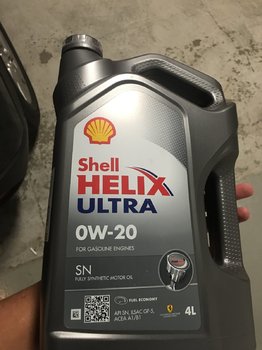 Shell
HELIX
ULTRA
0W-20
FOR GASOLINE ENGINES
SN
FULLY SYNTHETIC MOTOR OIL
FUEL ECONOMY
API SN, ILSAC GF-5,
ACEA A1/B1
4L